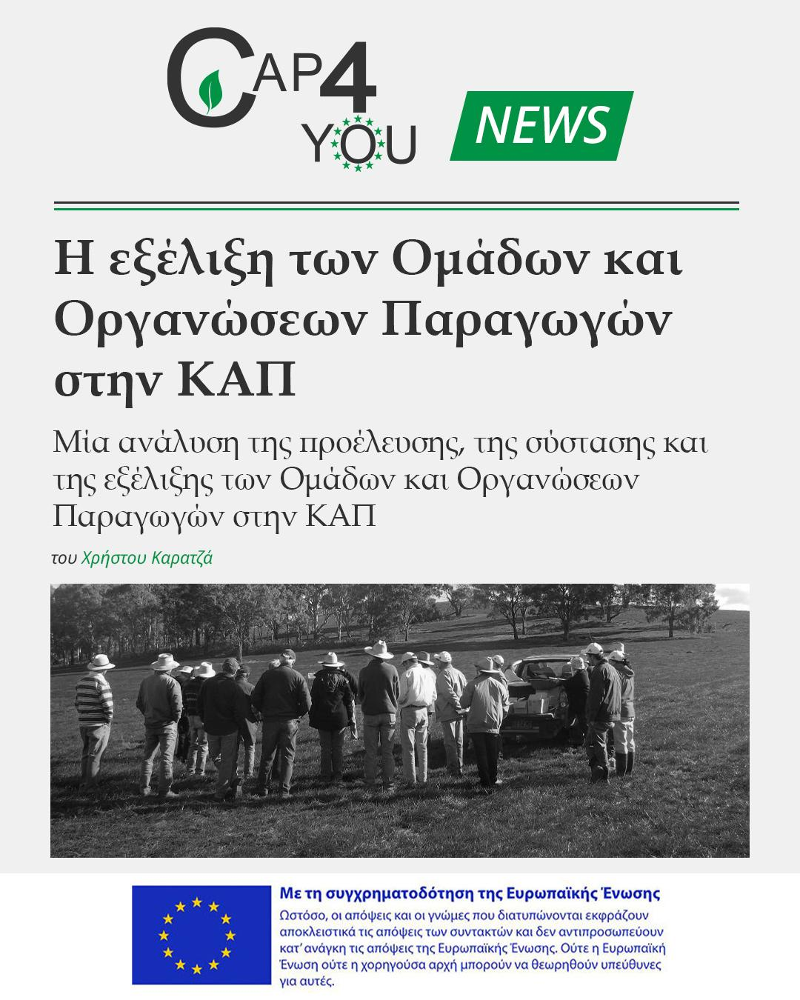 CAP4
YOU
NEWS
Η εξέλιξη των Ομάδων και
Οργανώσεων Παραγωγών
στην ΚΑΠ
Μία ανάλυση της προέλευσης, της σύστασης και
της εξέλιξης των Ομάδων και Οργανώσεων
Παραγωγών στην ΚΑΠ
του Χρήστου Καρατζά
Με τη συγχρηματοδότηση της Ευρωπαϊκής Ένωσης
Ωστόσο, οι απόψεις και οι γνώμες που διατυπώνονται εκφράζουν
αποκλειστικά τις απόψεις των συντακτών και δεν αντιπροσωπεύουν
κατ' ανάγκη τις απόψεις της Ευρωπαϊκής Ένωσης. Ούτε η Ευρωπαϊκή
Ένωση ούτε η χορηγούσα αρχή μπορούν να θεωρηθούν υπεύθυνες
για αυτές.